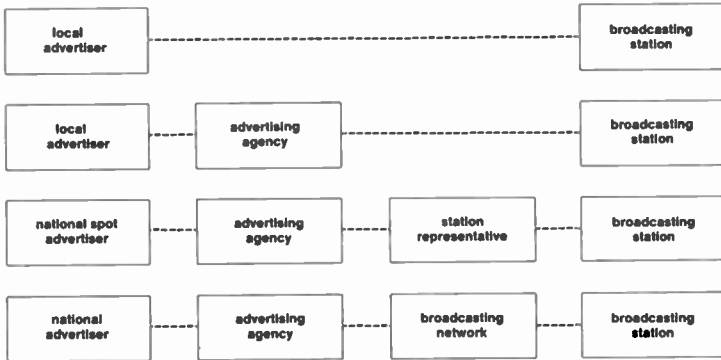 local
advertiser
broadcasting
station
local
advertiser
advertising
agency
broadcasting
station
national spot
advertiser
advertising
agency
station
representative
broadcasting
station
national
advertiser
advertising
agency
broadcasting
network
broadcasting
station